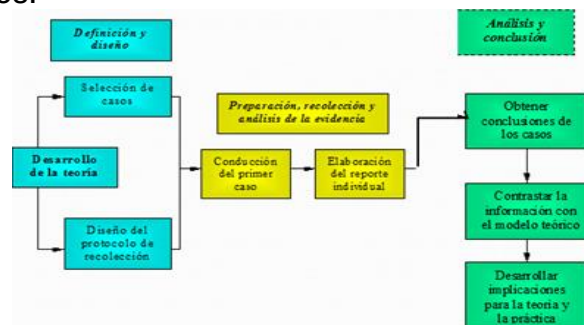 Definición y
diseño
Análisis y
conclusión
Selección de
casos
Preparación, recolección y
análisis de la evidencia
Obtener
conclusiones de
los casos
Desarrollo
de la teoría
Conducción
del primer
caso
Elaboración
del reporte
individual
Contrastar la
información con
el modelo teórico
Diseño del
protocolo de
recolección
Desarrollar
implicaciones
para la teoría y
la práctica